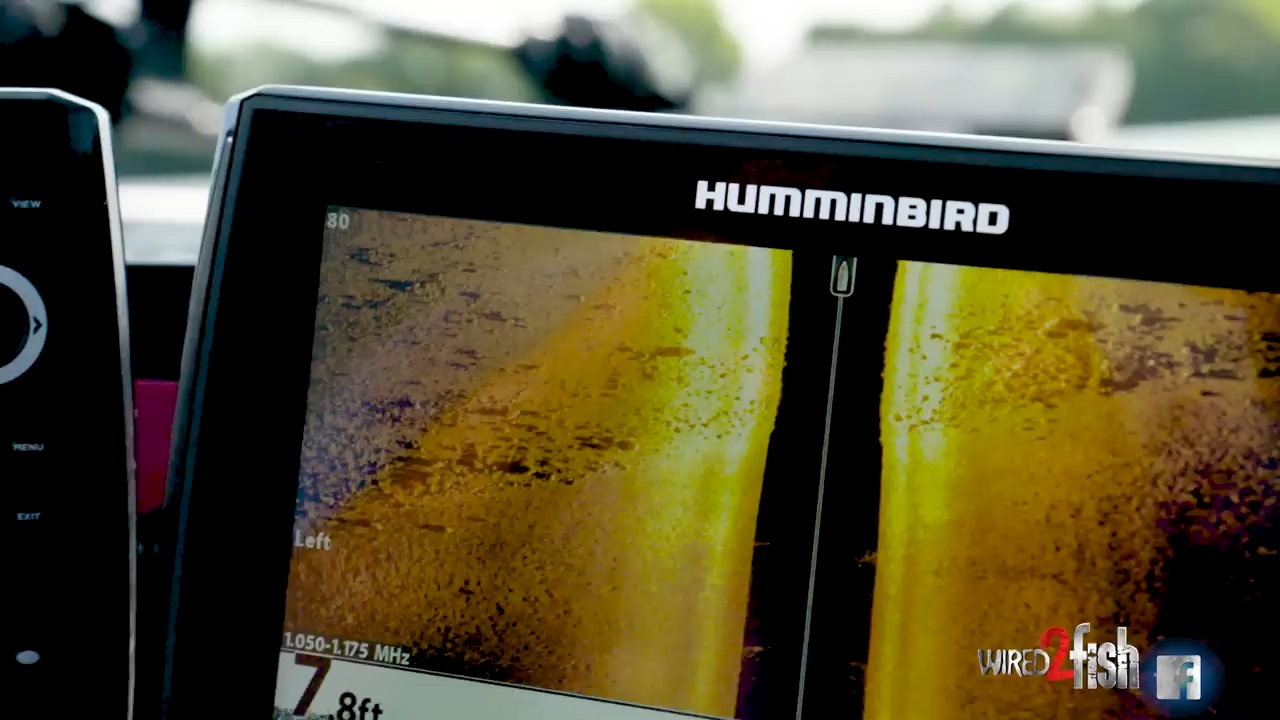 VIEW
HUMMINBIRD
80
MENU
EXIT
Left
1.050-1.175 MHz
7.8ft
WIRED2fish
f